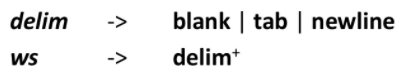 delim -> blank | tab | newline
ws -> delim⁺